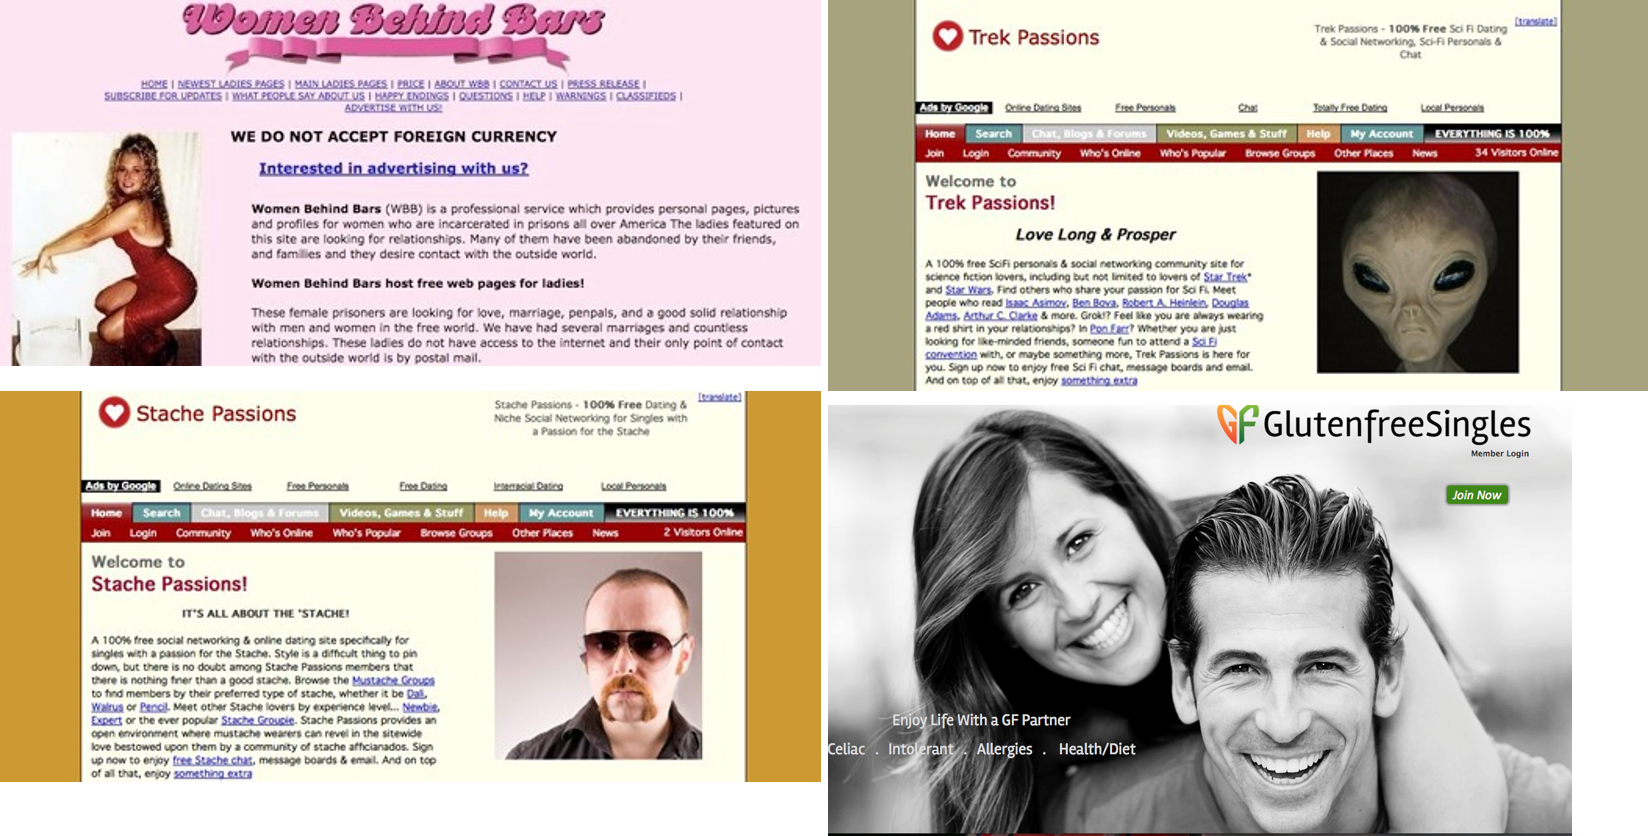 Women Behind Bars
HOME | NEWEST LADIES PAGES | MAIN LADIES PAGES | PRICE | ABOUT WBB | CONTACT US | PRESS RELEASE |
SUBSCRIBE FOR UPDATES | WHAT PEOPLE SAY ABOUT US | HAPPY ENDINGS | QUESTIONS | HELP | WARNINGS | CLASSIFIEDS |
ADVERTISE WITH US!
WE DO NOT ACCEPT FOREIGN CURRENCY
Interested in advertising with us?
Women Behind Bars (WBB) is a professional service which provides personal pages, pictures
and profiles for women who are incarcerated in prisons all over America The ladies featured on
this site are looking for relationships. Many of them have been abandoned by their friends,
and families and they desire contact with the outside world.
Women Behind Bars host free web pages for ladies!
These female prisoners are looking for love, marriage, penpals, and a good solid relationship
with men and women in the free world. We have had several marriages and countless
relationships. These ladies do not have access to the internet and their only point of contact
with the outside world is by postal mail.
Trek Passions
Trek Passions - 100% Free Sci Fi Dating
& Social Networking, Sci-Fi Personals &
Chat
[translate]
Ads by Google Online Dating Sites Free Personals Chat Totally Free Dating Local Personals
Home Search Chat, Blogs & Forums Videos, Games & Stuff Help My Account EVERYTHING IS 100%
Join Login Community Who's Online Who's Popular Browse Groups Other Places News 34 Visitors Online
Welcome to
Trek Passions!
Love Long & Prosper
A 100% free SciFi personals & social networking community site for
science fiction lovers, including but not limited to lovers of Star Trek*
and Star Wars. Find others who share your passion for Sci Fi. Meet
people who read Isaac Asimov, Ben Bova, Robert A. Heinlein, Douglas
Adams, Arthur C. Clarke & more. Grok!? Feel like you are always wearing
a red shirt in your relationships? In Pon Farr? Whether you are just
looking for like-minded friends, someone fun to attend a Sci Fi
convention with, or maybe something more, Trek Passions is here for
you. Sign up now to enjoy free Sci Fi chat, message boards and email.
And on top of all that, enjoy something extra
Stache Passions
Stache Passions - 100% Free Dating &
Niche Social Networking for Singles with
a Passion for the Stache
[translate]
Ads by Google Online Dating Sites Free Personals Free Dating Interracial Dating Local Personals
Home Search Chat, Blogs & Forums Videos, Games & Stuff Help My Account EVERYTHING IS 100%
Join Login Community Who's Online Who's Popular Browse Groups Other Places News 2 Visitors Online
Welcome to
Stache Passions!
IT'S ALL ABOUT THE 'STACHE!
A 100% free social networking & online dating site specifically for
singles with a passion for the Stache. Style is a difficult thing to pin
down, but there is no doubt among Stache Passions members that
there is nothing finer than a good stache. Browse the Mustache Groups
to find members by their preferred type of stache, whether it be Dali,
Walrus or Pencil. Meet other Stache lovers by experience level... Newbie,
Expert or the ever popular Stache Groupie. Stache Passions provides an
open environment where mustache wearers can revel in the sitewide
love bestowed upon them by a community of stache afficianados. Sign
up now to enjoy free Stache chat, message boards & email. And on top
of all that, enjoy something extra
GF GlutenfreeSingles
Member Login
Join Now
Enjoy Life With a GF Partner
Celiac . Intolerant . Allergies . Health/Diet